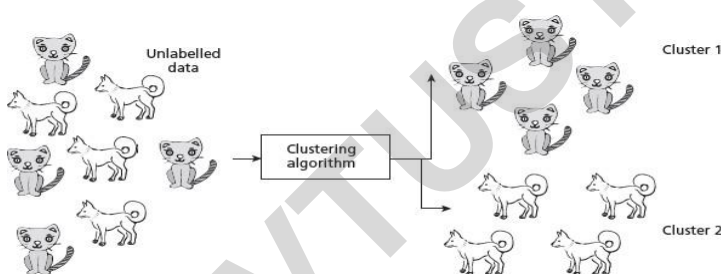 Unlabelled
data
Clustering
algorithm
Cluster 1
Cluster 2